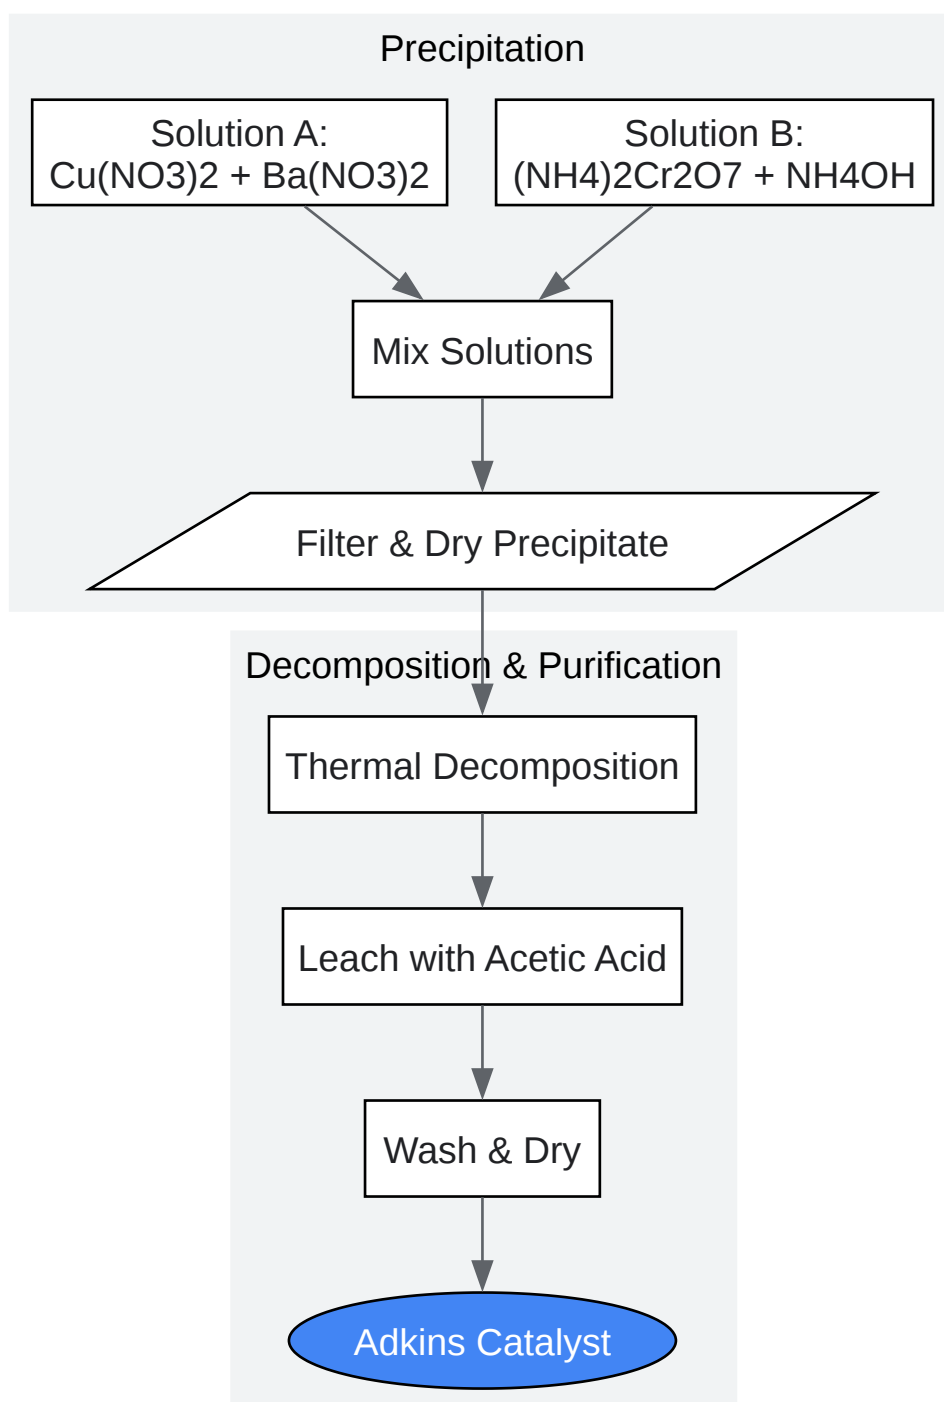 Precipitation
Solution A:
Cu(NO3)2 + Ba(NO3)2
Solution B:
(NH4)2Cr2O7 + NH4OH
Mix Solutions
Filter & Dry Precipitate
Decomposition & Purification
Thermal Decomposition
Leach with Acetic Acid
Wash & Dry
Adkins Catalyst